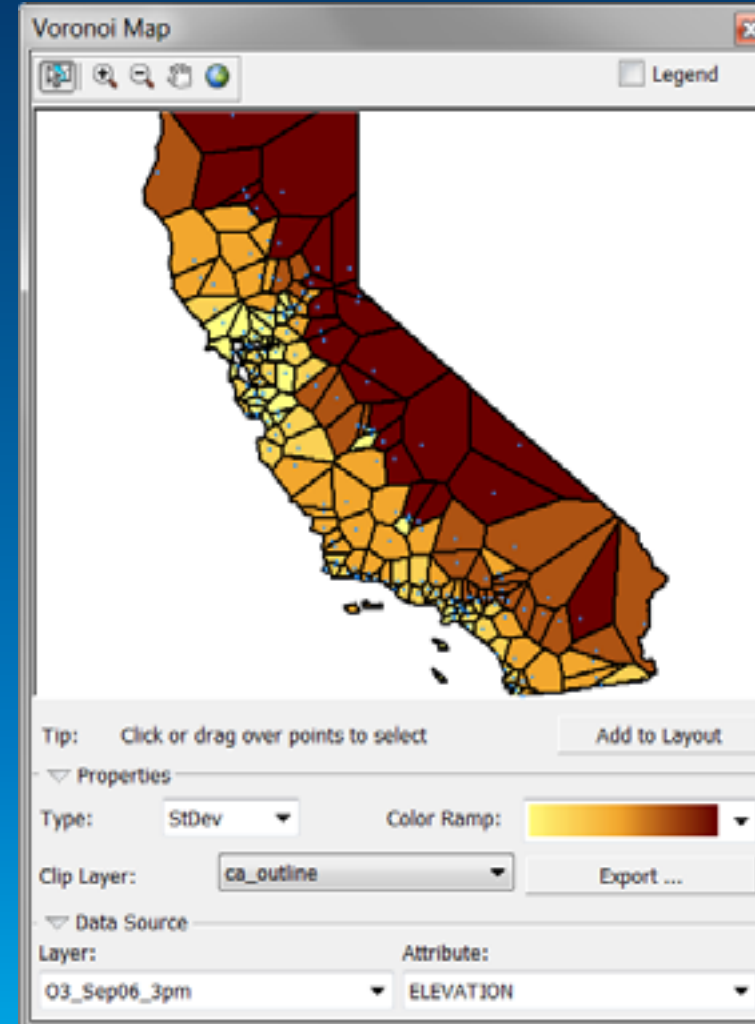 Voronoi Map
Legend
Tip: Click or drag over points to select Add to Layout
Properties
Type: StDev Color Ramp:
Clip Layer: ca_outline Export ...
Data Source
Layer: Attribute:
O3_Sep06_3pm ELEVATION